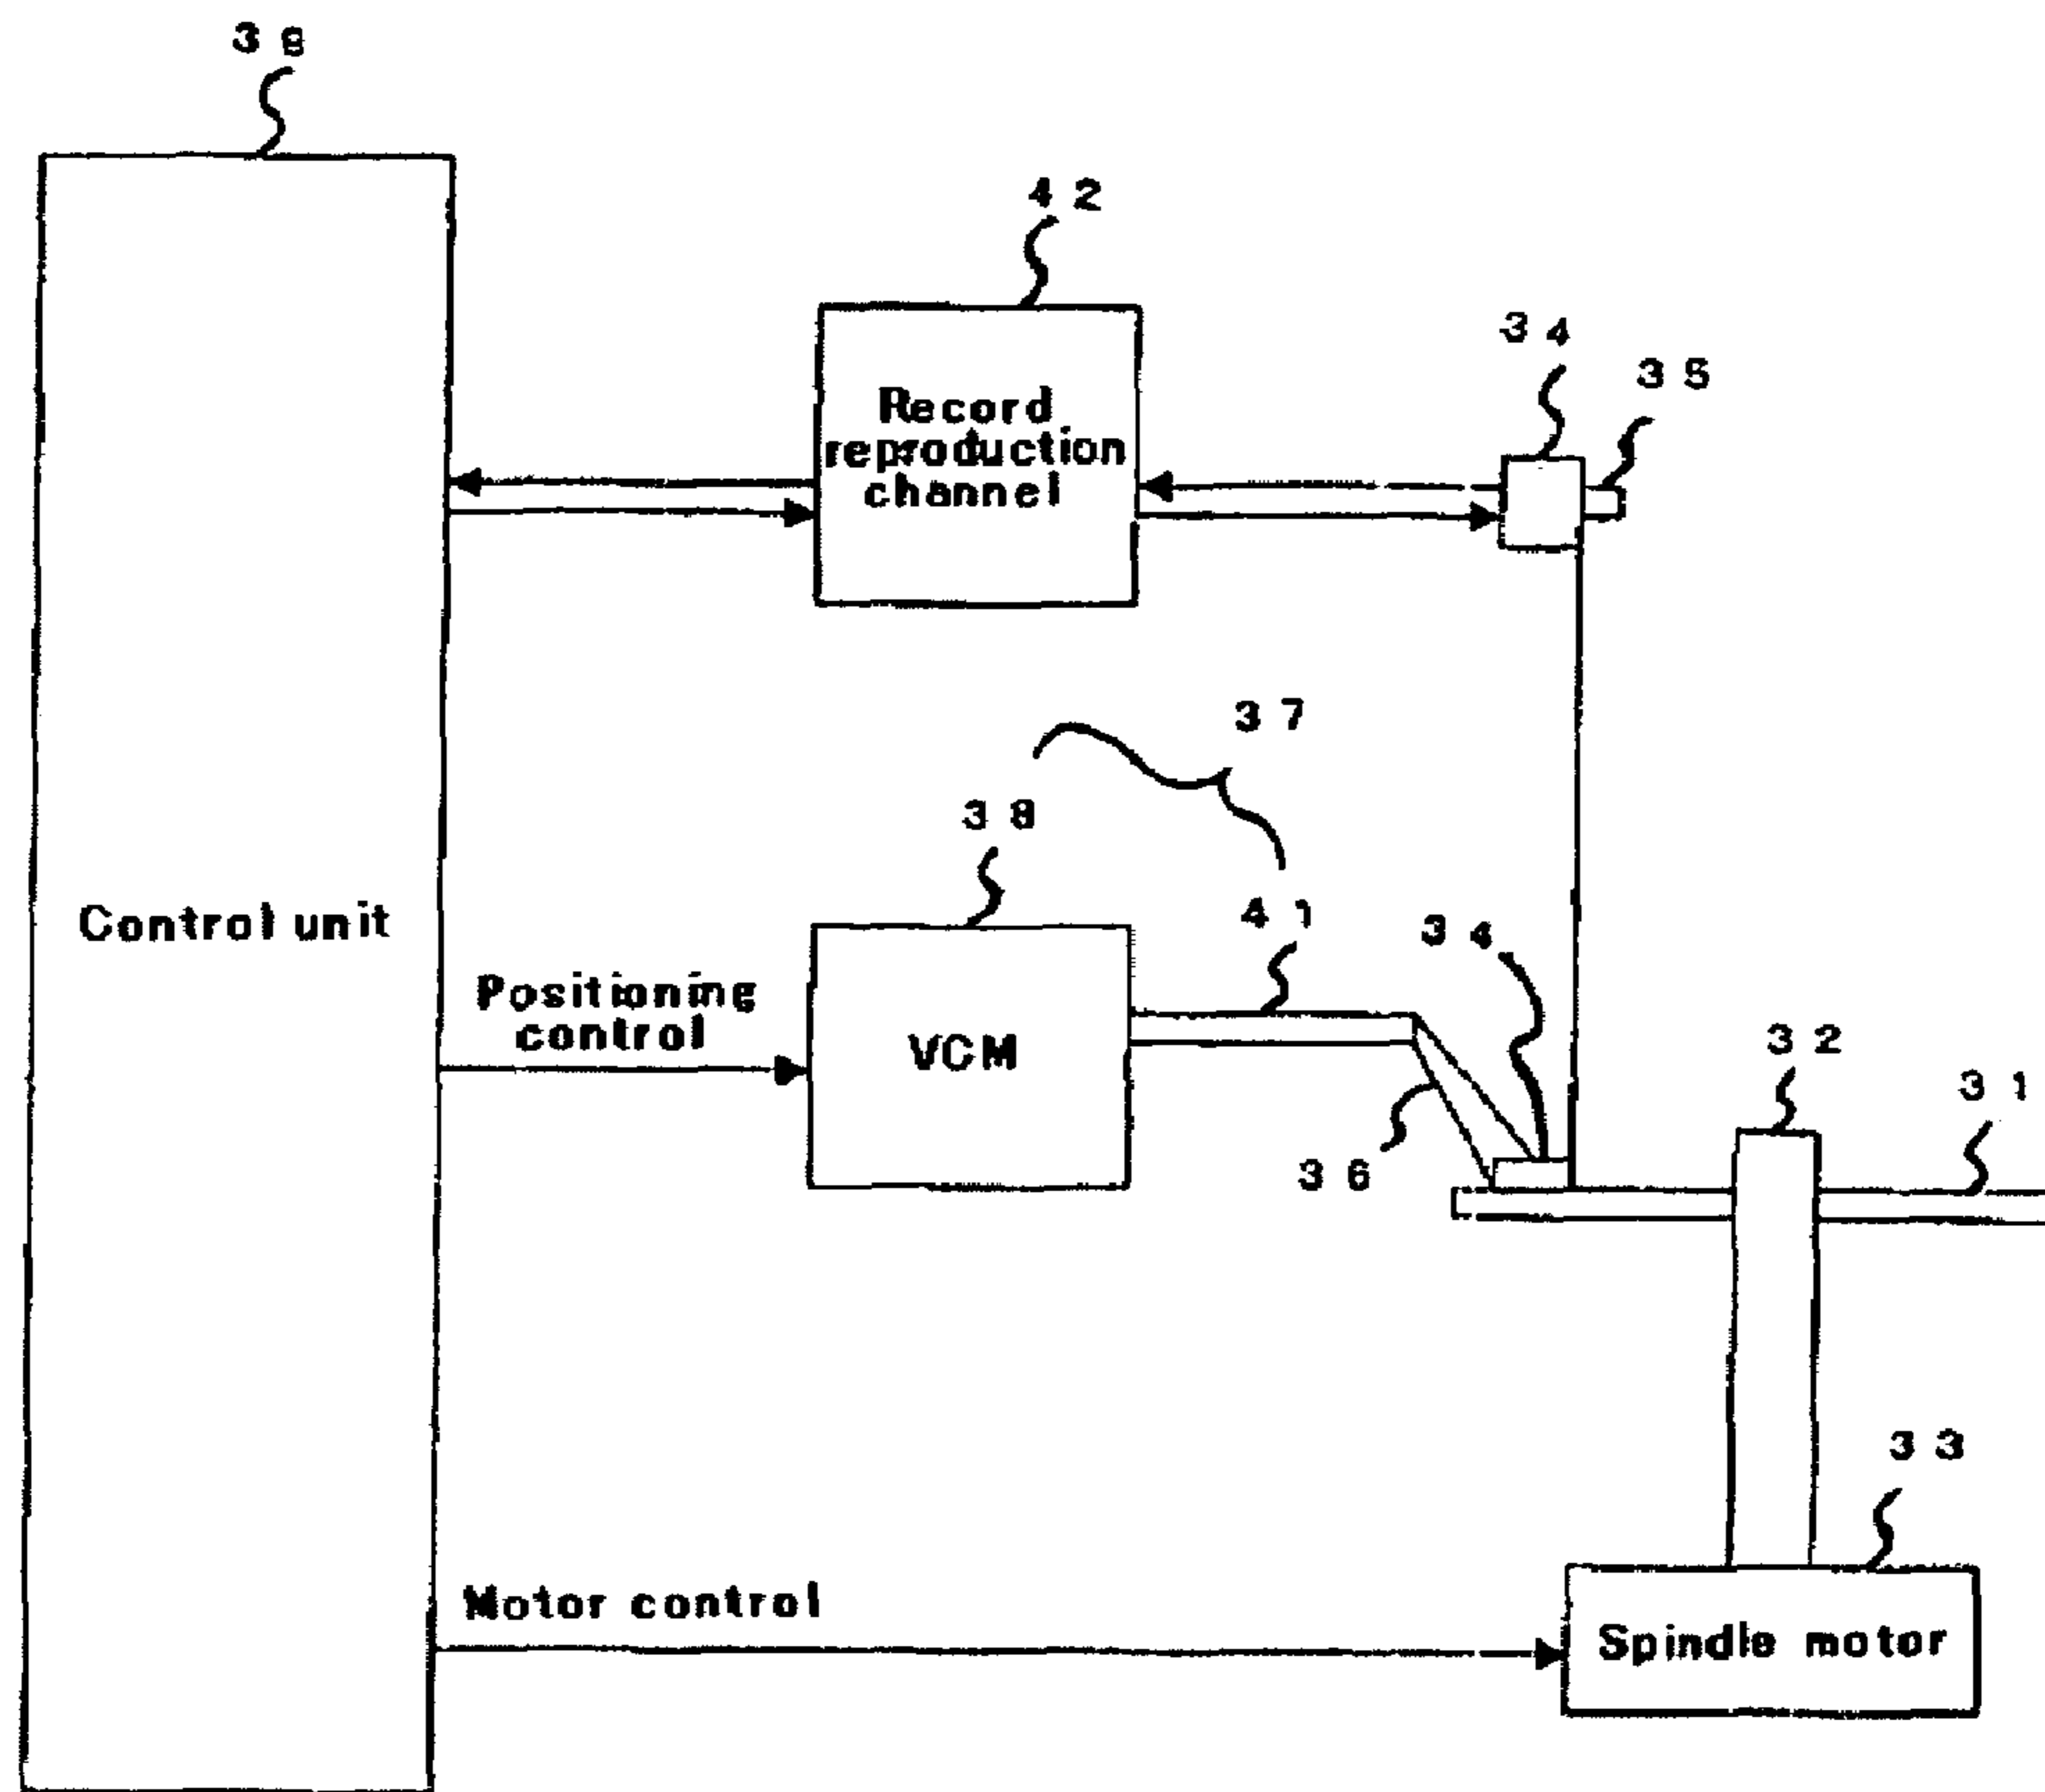 3 9
4 2
3 4
3 5
Record
reproduction
channel
3 7
3 8
4 1
3 4
Control unit
Positioning
control
VCM
3 2
3 1
3 6
3 3
Motor control
Spindle motor